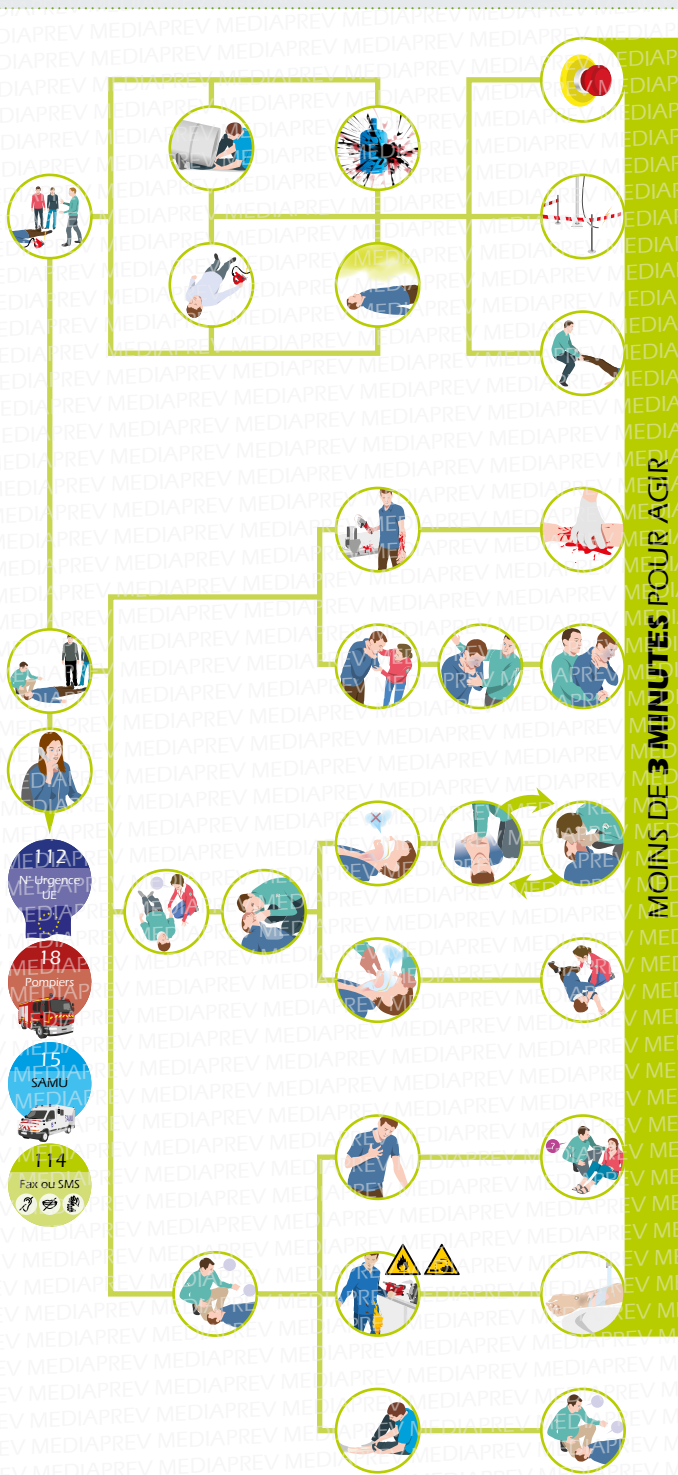 112
N° Urgence
UE
18
Pompiers
15
SAMU
114
Fax ou SMS
MOINS DE 3 MINUTES POUR AGIR
?
MEDIAPREV